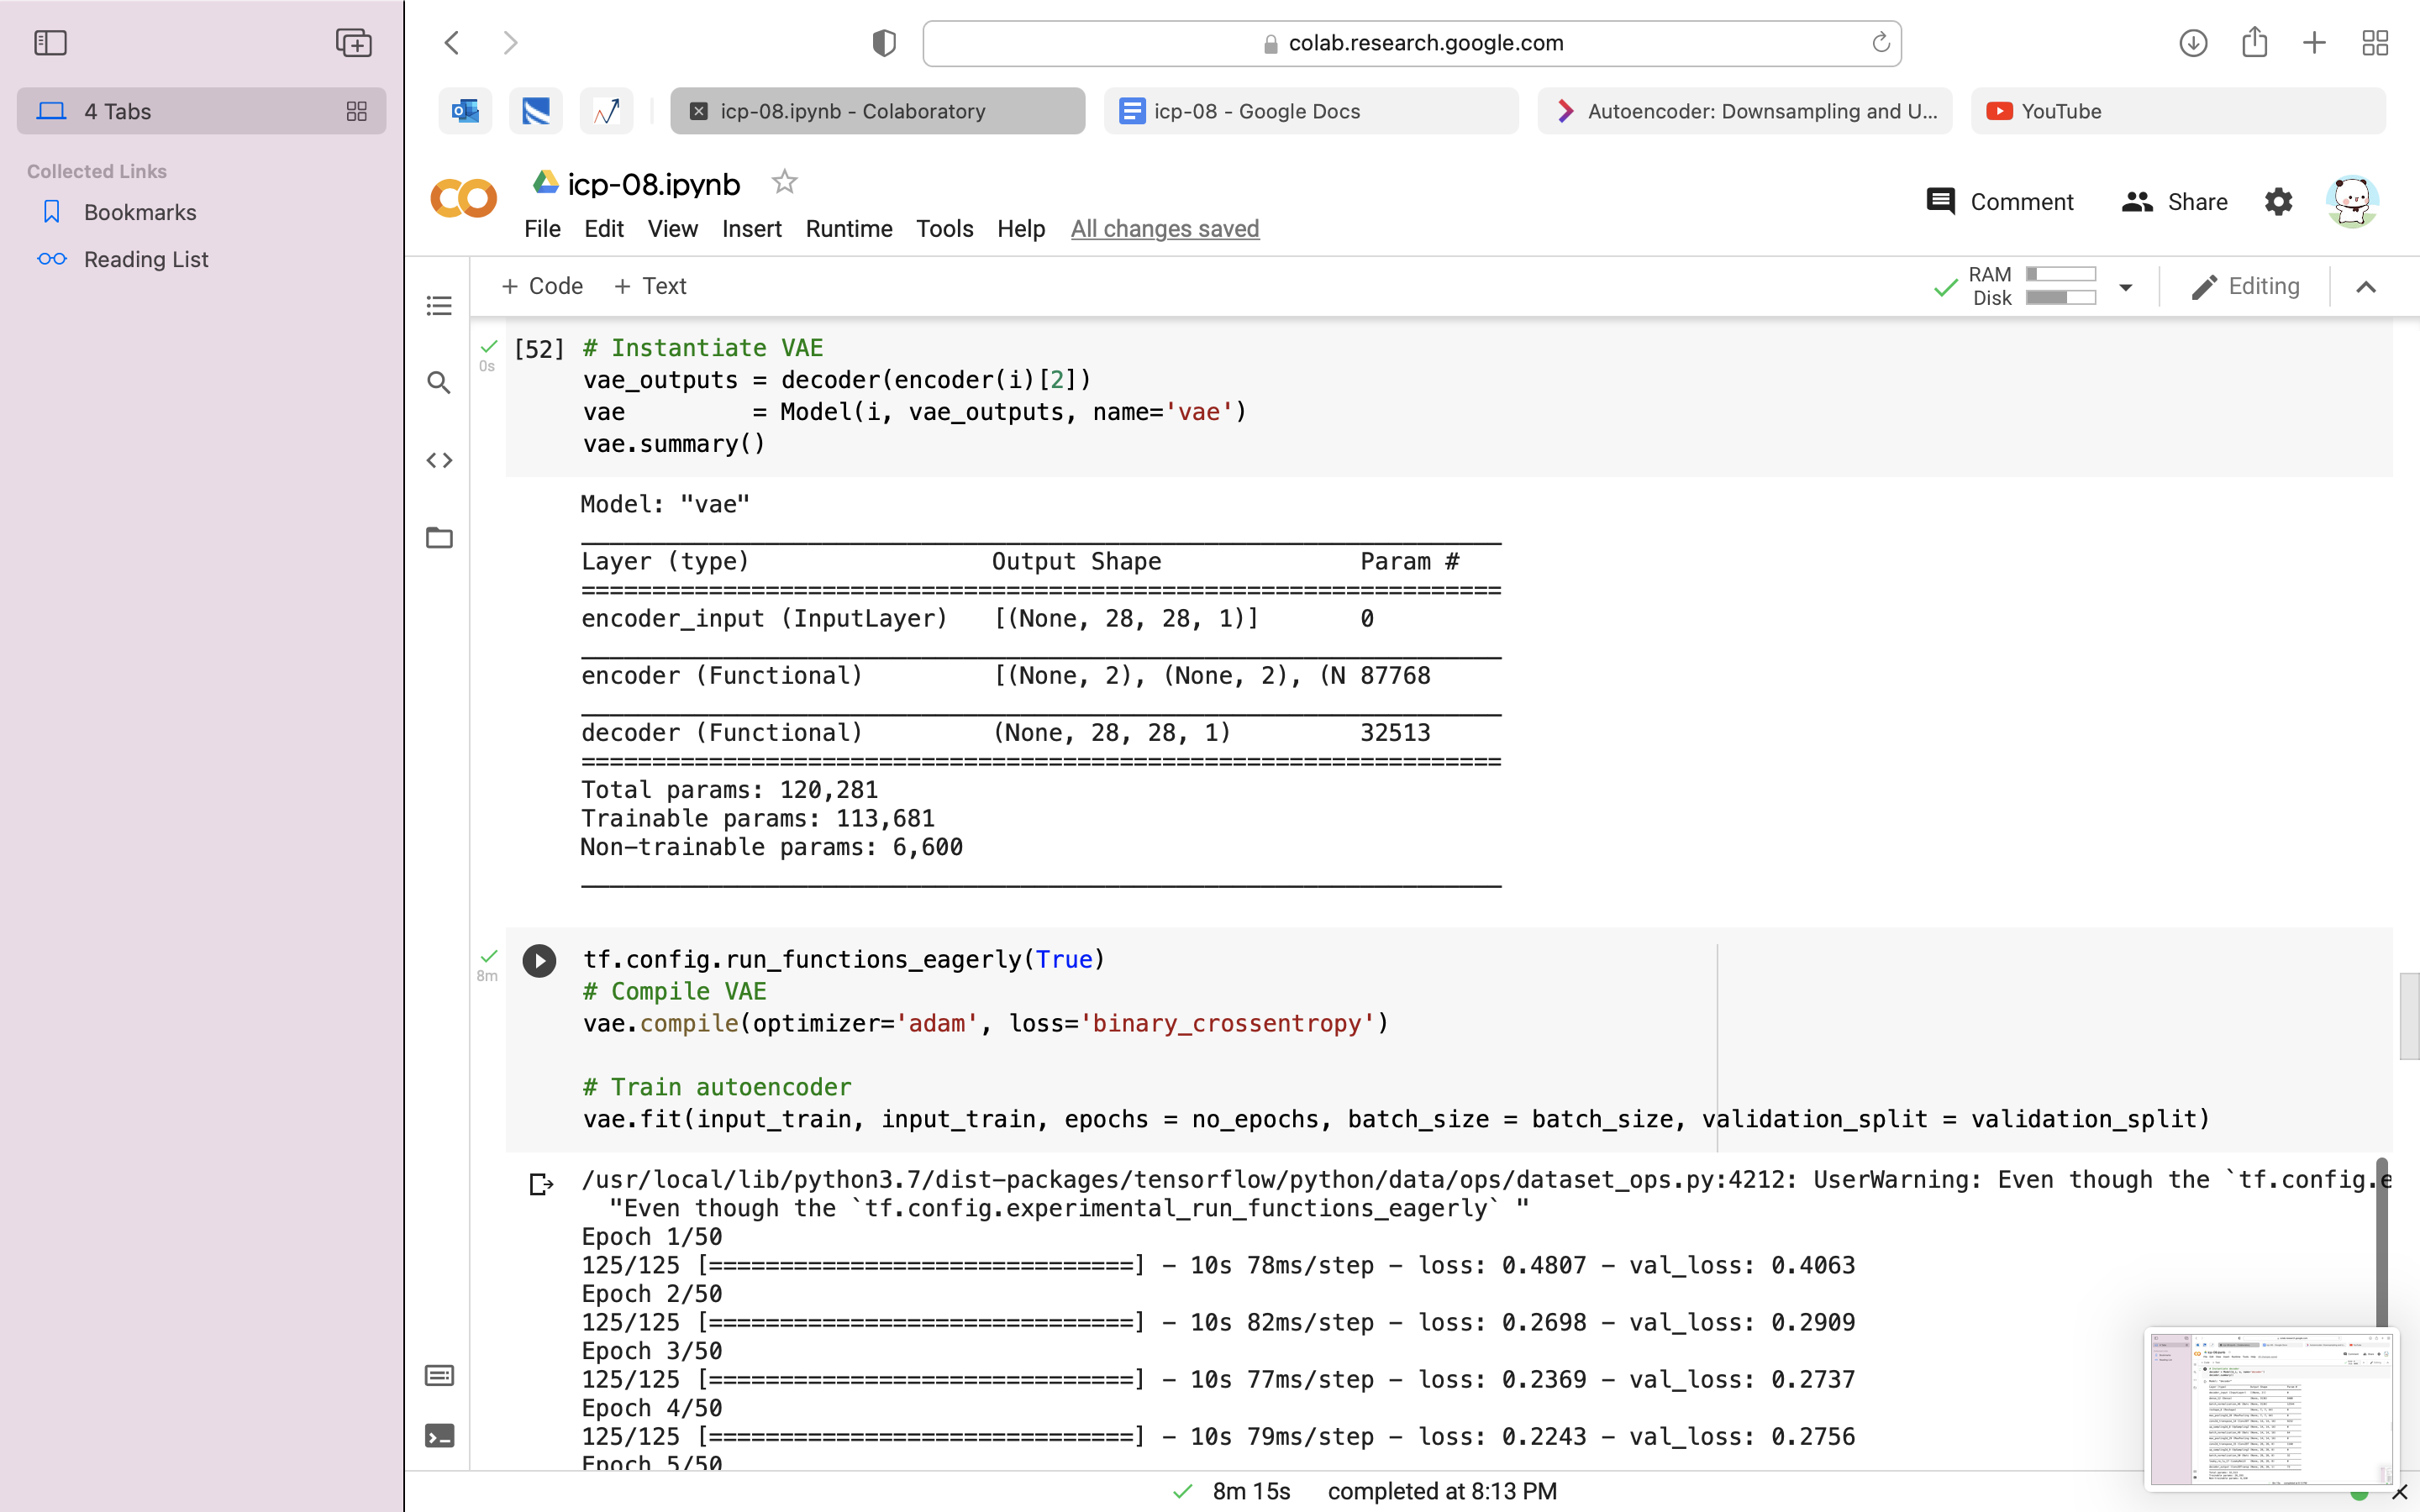 4 Tabs
Collected Links
Bookmarks
Reading List
colab.research.google.com
icp-08.ipynb - Colaboratory
icp-08 - Google Docs
Autoencoder: Downsampling and U...
YouTube
icp-08.ipynb
Comment
Share
File Edit View Insert Runtime Tools Help All changes saved
+ Code + Text
RAM
Disk
Editing
0s
[52] # Instantiate VAE
vae_outputs = decoder(encoder(i)[2])
vae         = Model(i, vae_outputs, name='vae')
vae.summary()
Model: "vae"
Layer (type)                 Output Shape              Param #
=================================================================
encoder_input (InputLayer)   [(None, 28, 28, 1)]       0
encoder (Functional)         [(None, 2), (None, 2), (N 87768
decoder (Functional)         (None, 28, 28, 1)         32513
=================================================================
Total params: 120,281
Trainable params: 113,681
Non-trainable params: 6,600
8m
tf.config.run_functions_eagerly(True)
# Compile VAE
vae.compile(optimizer='adam', loss='binary_crossentropy')
# Train autoencoder
vae.fit(input_train, input_train, epochs = no_epochs, batch_size = batch_size, validation_split = validation_split)
/usr/local/lib/python3.7/dist-packages/tensorflow/python/data/ops/dataset_ops.py:4212: UserWarning: Even though the `tf.config.e
"Even though the `tf.config.experimental_run_functions_eagerly` "
Epoch 1/50
125/125 [==============================] - 10s 78ms/step - loss: 0.4807 - val_loss: 0.4063
Epoch 2/50
125/125 [==============================] - 10s 82ms/step - loss: 0.2698 - val_loss: 0.2909
Epoch 3/50
125/125 [==============================] - 10s 77ms/step - loss: 0.2369 - val_loss: 0.2737
Epoch 4/50
125/125 [==============================] - 10s 79ms/step - loss: 0.2243 - val_loss: 0.2756
Epoch 5/50
8m 15s completed at 8:13 PM